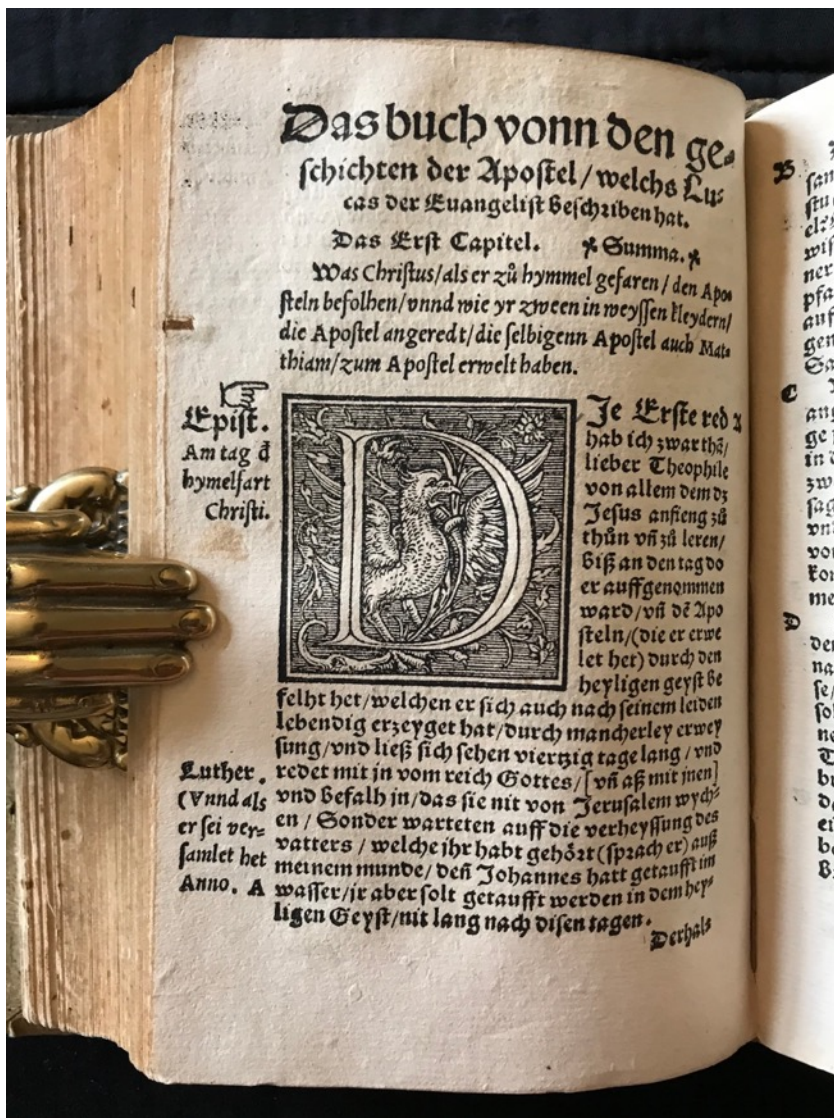 Das buch vonn den ge⸗
schichten der Apostel/welchs Lu⸗
cas der Euangelist beschriben hat.
Das Erst Capitel. Summa.
Was Christus/als er zů hymmel gefaren/den Apo⸗
steln befolhen/vnnd wie yr zween in weyssen kleydern/
die Apostel angeredt/die selbigenn Apostel auch Mat⸗
thiam/zum Apostel erwelt haben.
Epist.
Am tag đ
hymelfart
Christi.
DJe Erste red
hab ich zwar thẽ/
lieber Theophile
von allem dem dz
Jesus anfieng zů
thůn vñ zů leren/
biß an den tag do
er auffgenommen
ward/vñ dẽ Apo
steln/(die er erwe
let het) durch den
heyligen geyst be
felht het/welchen er sich auch nach seinem leiden
lebendig erzeyget hat/durch mancherley erwey
sung/vnd ließ sich sehen viertzig tage lang/vnd
redet mit jn vom reich Gottes/[vñ aß mit jnen]
vnd befalh in/das sie nit von Jerusalem wych⸗
en/Sonder warteten auff die verheyssung des
vatters/welche ihr habt gehört (sprach er) auß
meinem munde/deñ Johannes hatt getaufft im
wasser/jr aber solt getaufft werden in dem hey⸗
ligen Geyst/nit lang nach disen tagen.
Derhalb
Luther.
(Vnnd als
er sei ver⸗
samlet het
Anno. A
B
C
D